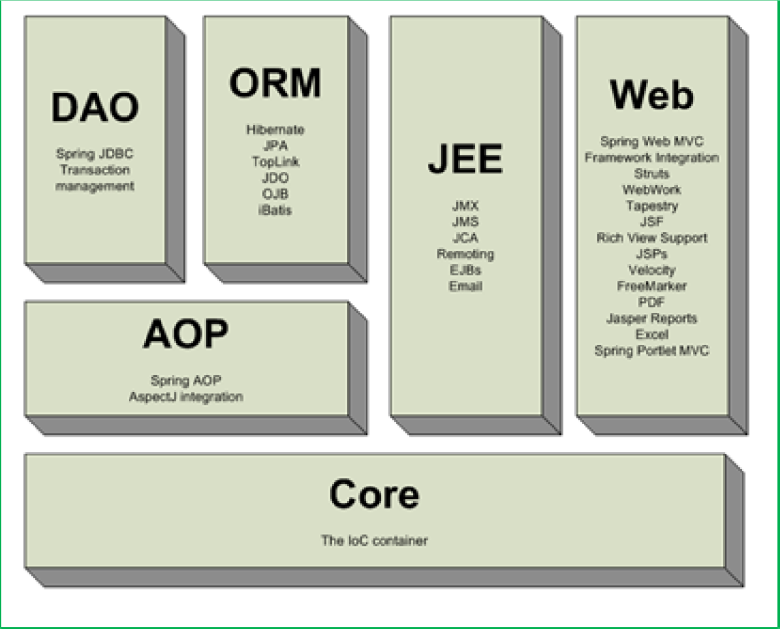 DAO
Spring JDBC
Transaction
management
ORM
Hibernate
JPA
TopLink
JDO
OJB
iBatis
JEE
JMX
JMS
JCA
Remoting
EJBs
Email
Web
Spring Web MVC
Framework Integration
Struts
WebWork
Tapestry
JSF
Rich View Support
JSPs
Velocity
FreeMarker
PDF
Jasper Reports
Excel
Spring Portlet MVC
AOP
Spring AOP
AspectJ integration
Core
The IoC container